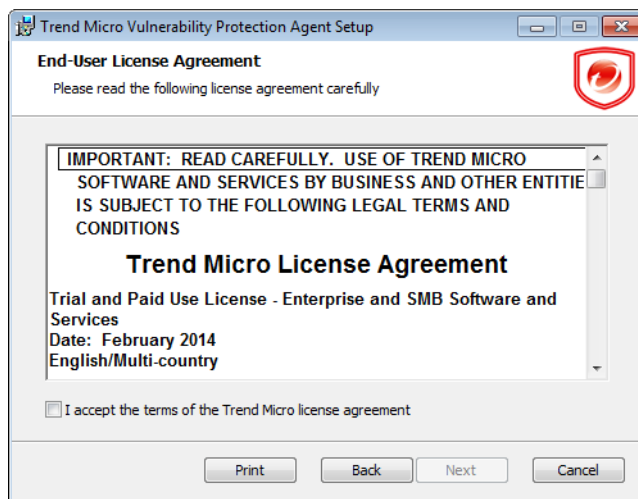 Trend Micro Vulnerability Protection Agent Setup
End-User License Agreement
Please read the following license agreement carefully
IMPORTANT: READ CAREFULLY. USE OF TREND MICRO
SOFTWARE AND SERVICES BY BUSINESS AND OTHER ENTITIE
IS SUBJECT TO THE FOLLOWING LEGAL TERMS AND
CONDITIONS
Trend Micro License Agreement
Trial and Paid Use License - Enterprise and SMB Software and
Services
Date: February 2014
English/Multi-country
I accept the terms of the Trend Micro license agreement
Print Back Next Cancel